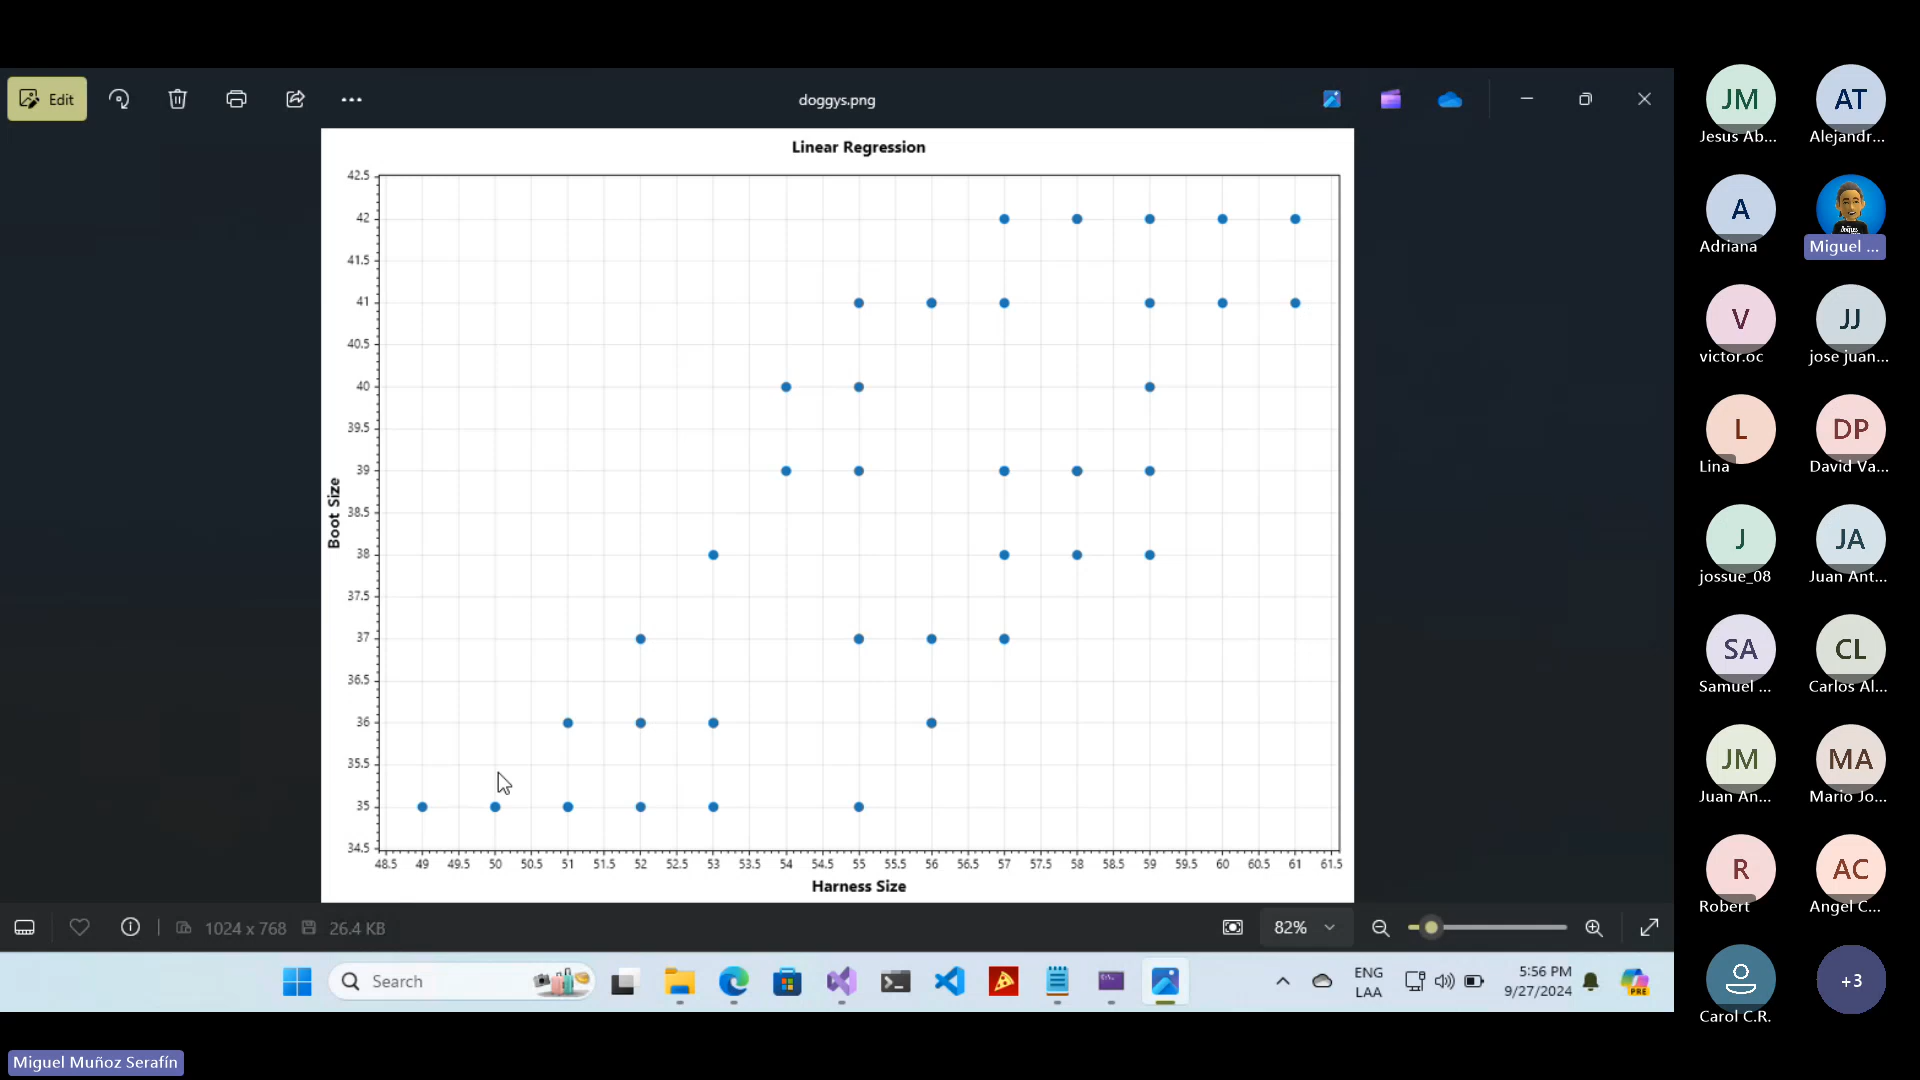 Edit
doggys.png
Linear Regression
42.5
42
41.5
41
40.5
40
39.5
39
38.5
38
37.5
37
36.5
36
35.5
35
34.5
Boot Size
48.5 49 49.5 50 50.5 51 51.5 52 52.5 53 53.5 54 54.5 55 55.5 56 56.5 57 57.5 58 58.5 59 59.5 60 60.5 61 61.5
Harness Size
1024 x 768 26.4 KB
82%
Search
ENG
LAA
5:56 PM
9/27/2024
PRE
JM AT
Jesus Ab... Alejandr...
A
Adriana Miguel ...
V JJ
victor.oc jose juan...
L DP
Lina David Va...
J JA
jossue_08 Juan Ant...
SA CL
Samuel ... Carlos Al...
JM MA
Juan An... Mario Jo...
R AC
Robert Angel C...
+3
Carol C.R.
Miguel Muñoz Serafín